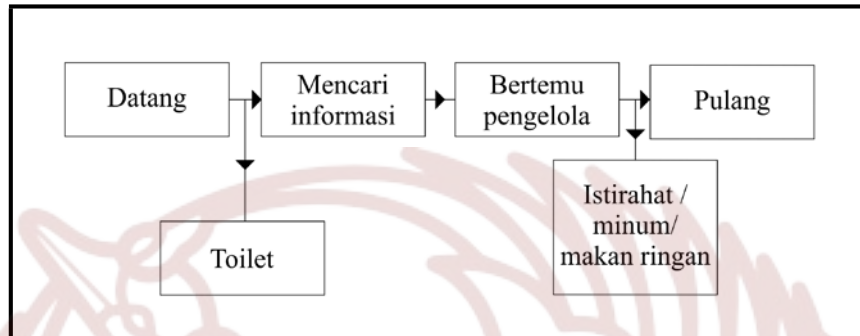 Datang
Mencari
informasi
Bertemu
pengelola
Pulang
Toilet
Istirahat /
minum/
makan ringan